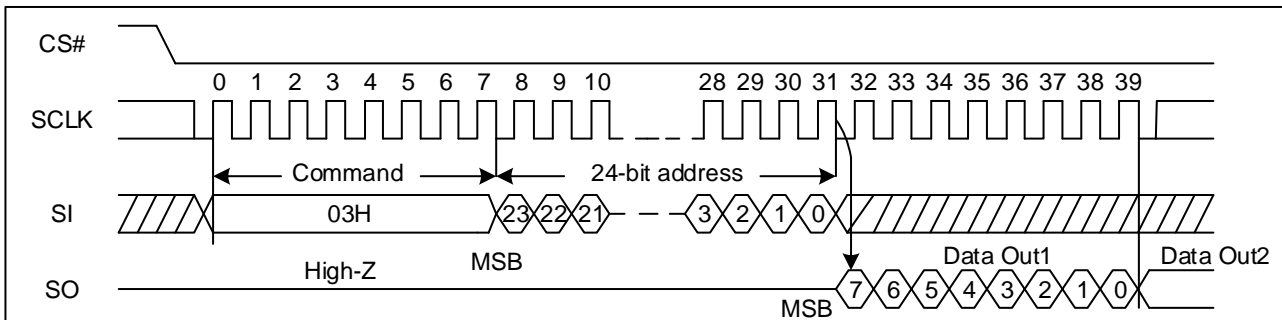 CS#
0 1 2 3 4 5 6 7 8 9 10 28 29 30 31 32 33 34 35 36 37 38 39
SCLK
Command 24-bit address
SI 03H 23 22 21 3 2 1 0
High-Z MSB Data Out1 Data Out2
SO 7 6 5 4 3 2 1 0
MSB